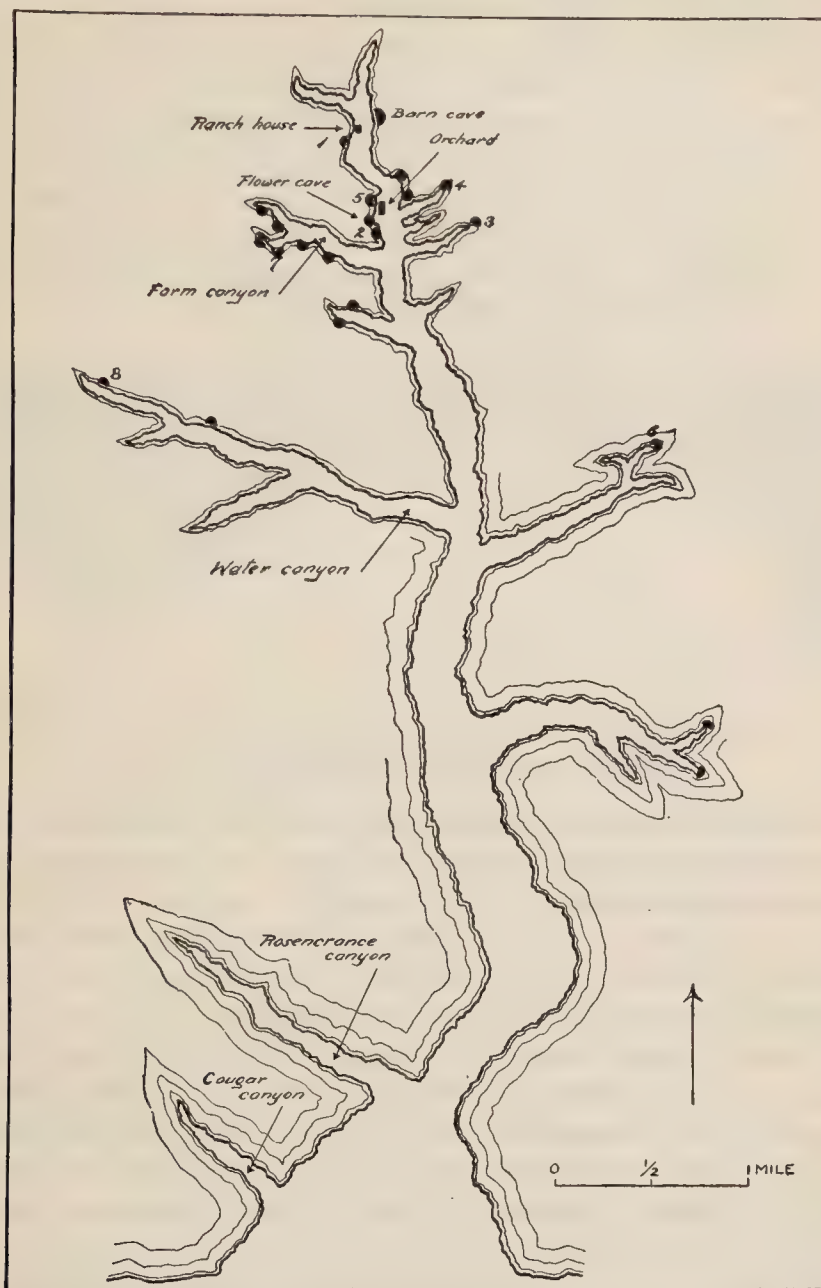 Ranch house
Barn cave
Orchard
1
Flower cave
5
4
2
3
Farm canyon
7
8
6
Water canyon
Rosencrance
canyon
Cougar
canyon
0 1/2 1 MILE